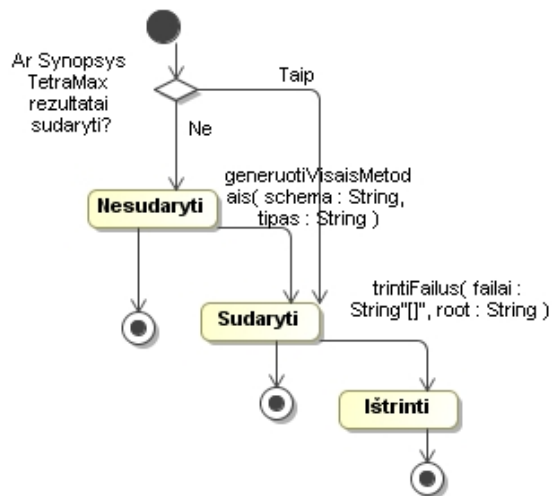 Ar Synopsys
TetraMax
rezultatai
sudaryti?
Taip
Ne
generuotiVisaisMetod
ais( schema : String,
tipas : String )
Nesudaryti
trintiFailus( failai :
String"[]", root : String )
Sudaryti
Ištrinti